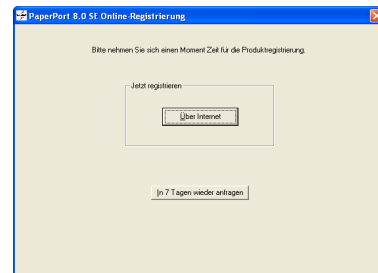 PaperPort 8.0 SE Online-Registrierung
Bitte nehmen Sie sich einen Moment Zeit für die Produktregistrierung.
Jetzt registrieren
Über Internet
In 7 Tagen wieder anfragen